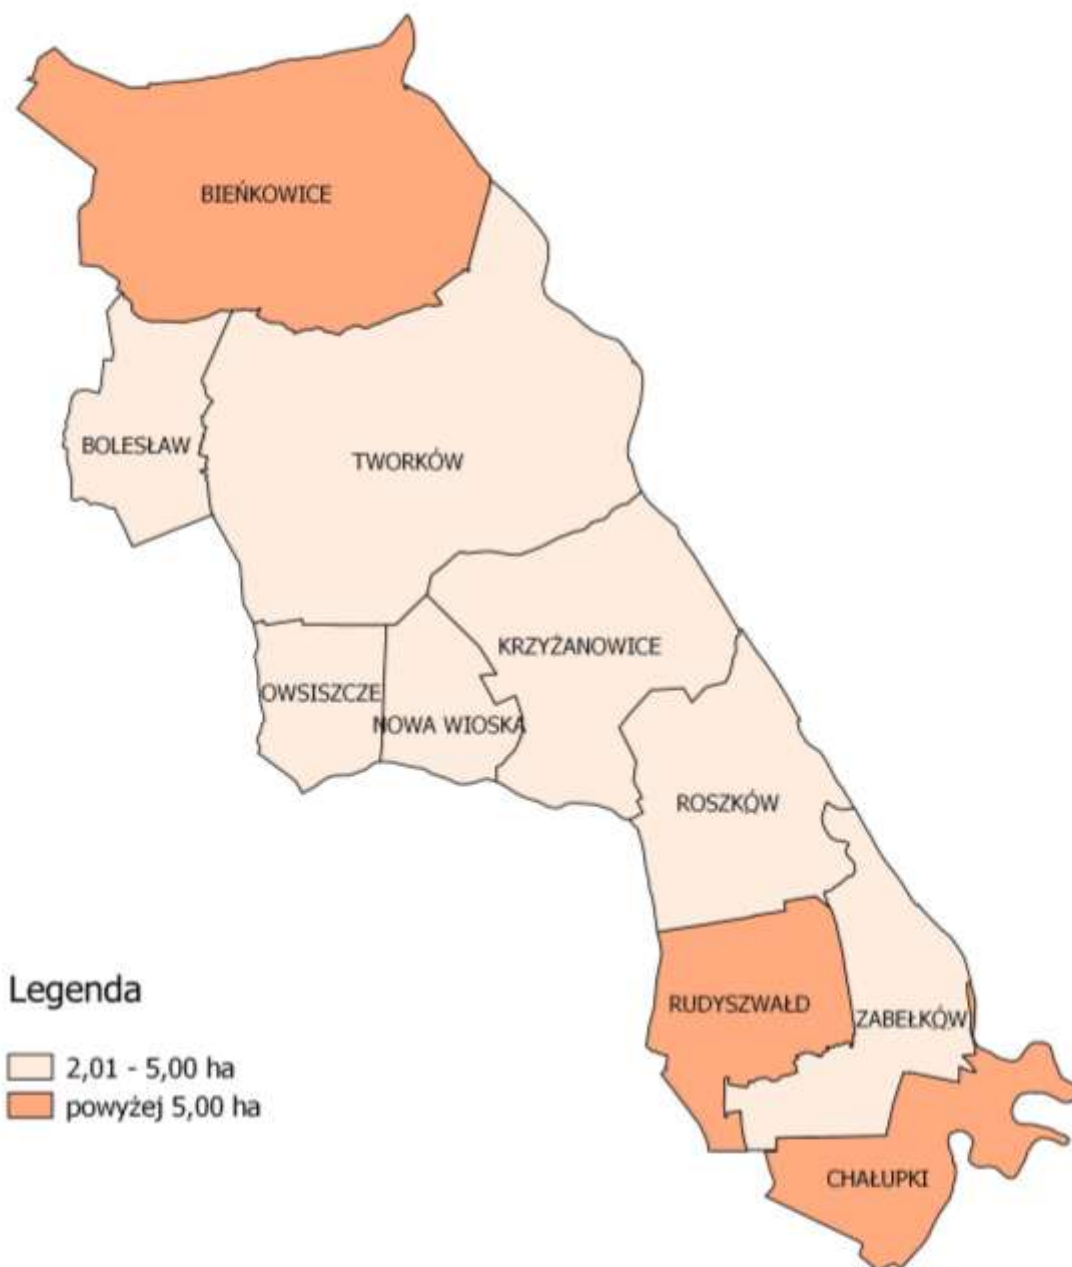 BIEŃKOWICE
BOLESŁAW
TWORKÓW
KRZYŻANOWICE
OWSISZCZE
NOWA WIOSKA
ROSZKÓW
Legenda
RUDYSZWAŁD
ZABEŁKÓW
2,01 - 5,00 ha
powyżej 5,00 ha
CHAŁUPKI